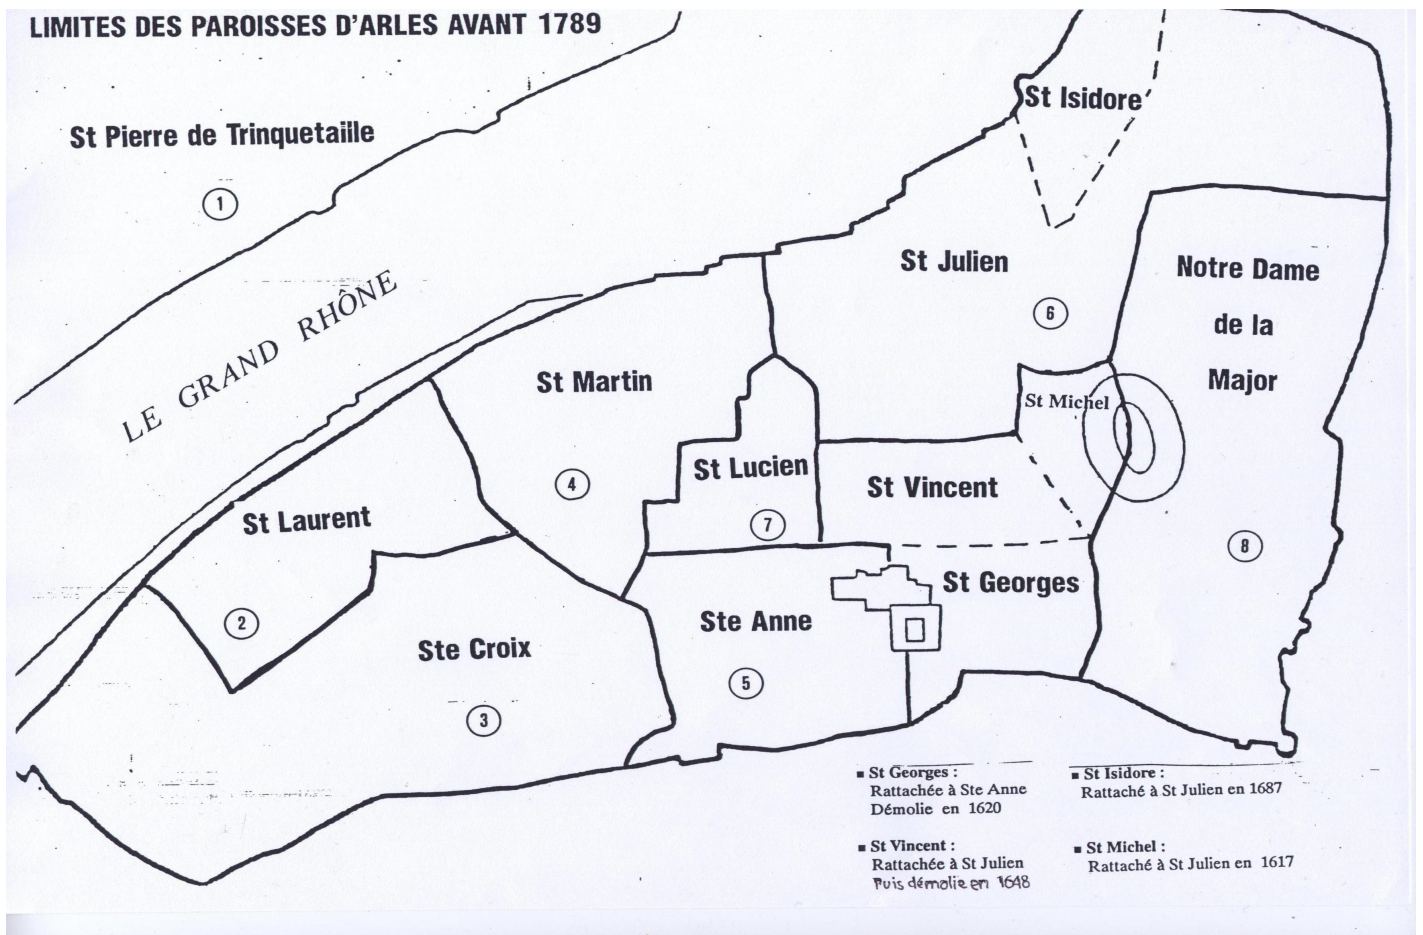 LIMITES DES PAROISSES D'ARLES AVANT 1789
St Isidore
St Pierre de Trinquetaille
1
St Julien
Notre Dame
de la
Major
6
LE GRAND RHÔNE
St Martin
St Michel
4
St Lucien
7
St Vincent
St Laurent
2
8
St Georges
Ste Anne
5
Ste Croix
3
▪ St Georges :
Rattachée à Ste Anne
Démolie en 1620
▪ St Vincent :
Rattachée à St Julien
Puis démolie en 1648
▪ St Isidore :
Rattaché à St Julien en 1687
▪ St Michel :
Rattaché à St Julien en 1617